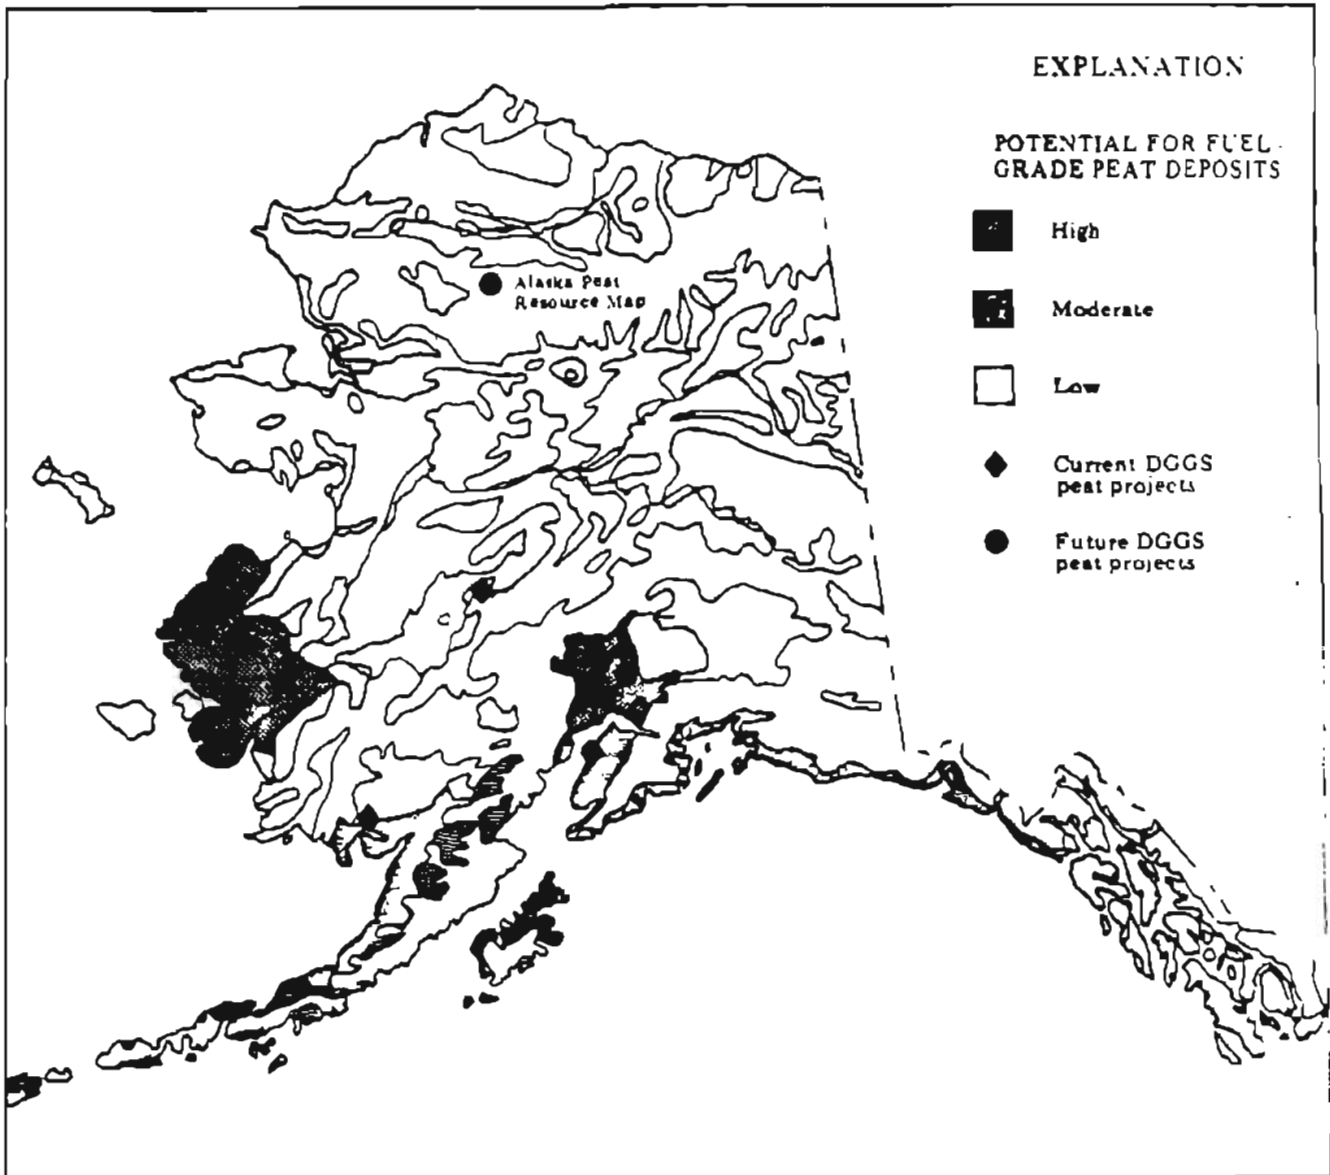 EXPLANATION
POTENTIAL FOR FUEL-
GRADE PEAT DEPOSITS
High
Moderate
Low
Current DGGS
peat projects
Future DGGS
peat projects
Alaska Peat
Resource Map